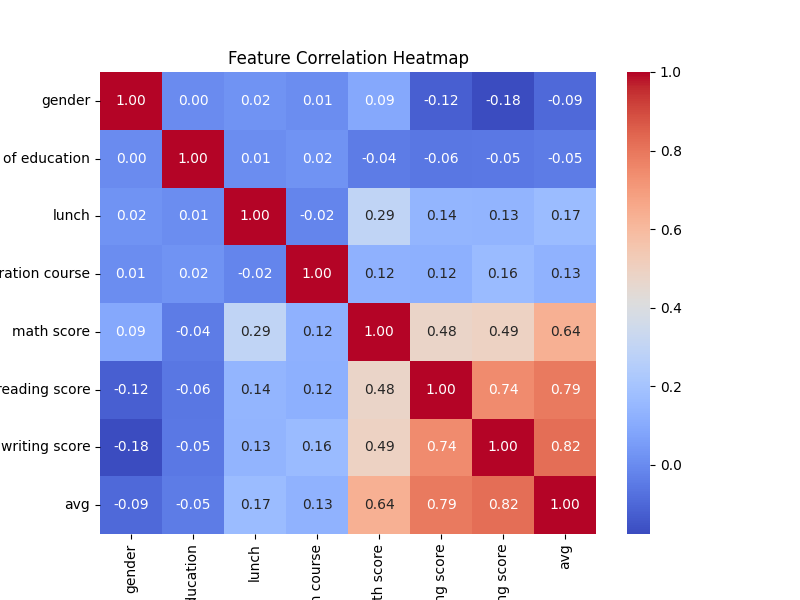 Feature Correlation Heatmap
gender 1.00 0.00 0.02 0.01 0.09 -0.12 -0.18 -0.09
of education 0.00 1.00 0.01 0.02 -0.04 -0.06 -0.05 -0.05
lunch 0.02 0.01 1.00 -0.02 0.29 0.14 0.13 0.17
ration course 0.01 0.02 -0.02 1.00 0.12 0.12 0.16 0.13
math score 0.09 -0.04 0.29 0.12 1.00 0.48 0.49 0.64
reading score -0.12 -0.06 0.14 0.12 0.48 1.00 0.74 0.79
writing score -0.18 -0.05 0.13 0.16 0.49 0.74 1.00 0.82
avg -0.09 -0.05 0.17 0.13 0.64 0.79 0.82 1.00
gender
ducation
lunch
n course
th score
ng score
ng score
avg
1.0
0.8
0.6
0.4
0.2
0.0